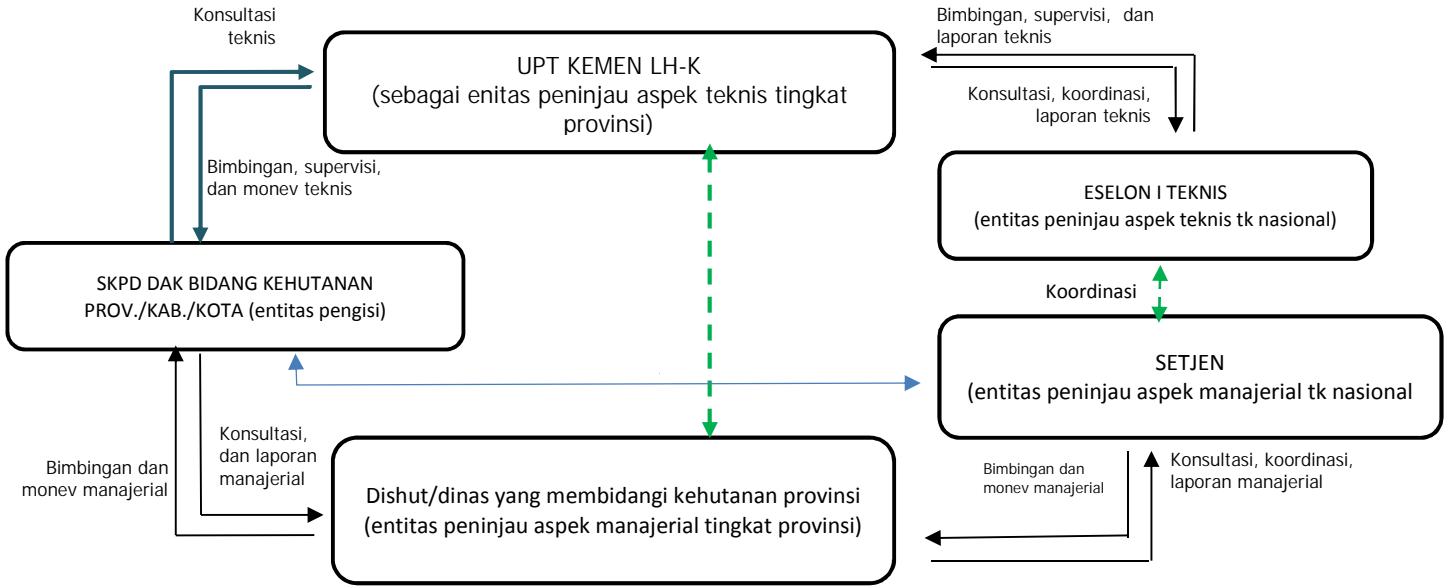 Konsultasi
teknis
Bimbingan, supervisi, dan
laporan teknis
UPT KEMEN LH-K
(sebagai enitas peninjau aspek teknis tingkat
provinsi)
Konsultasi, koordinasi,
laporan teknis
Bimbingan, supervisi,
dan monev teknis
ESELON I TEKNIS
(entitas peninjau aspek teknis tk nasional)
SKPD DAK BIDANG KEHUTANAN
PROV./KAB./KOTA (entitas pengisi)
Koordinasi
SETJEN
(entitas peninjau aspek manajerial tk nasional
Konsultasi,
dan laporan
manajerial
Bimbingan dan
monev manajerial
Dishut/dinas yang membidangi kehutanan provinsi
(entitas peninjau aspek manajerial tingkat provinsi)
Bimbingan dan
monev manajerial
Konsultasi, koordinasi,
laporan manajerial